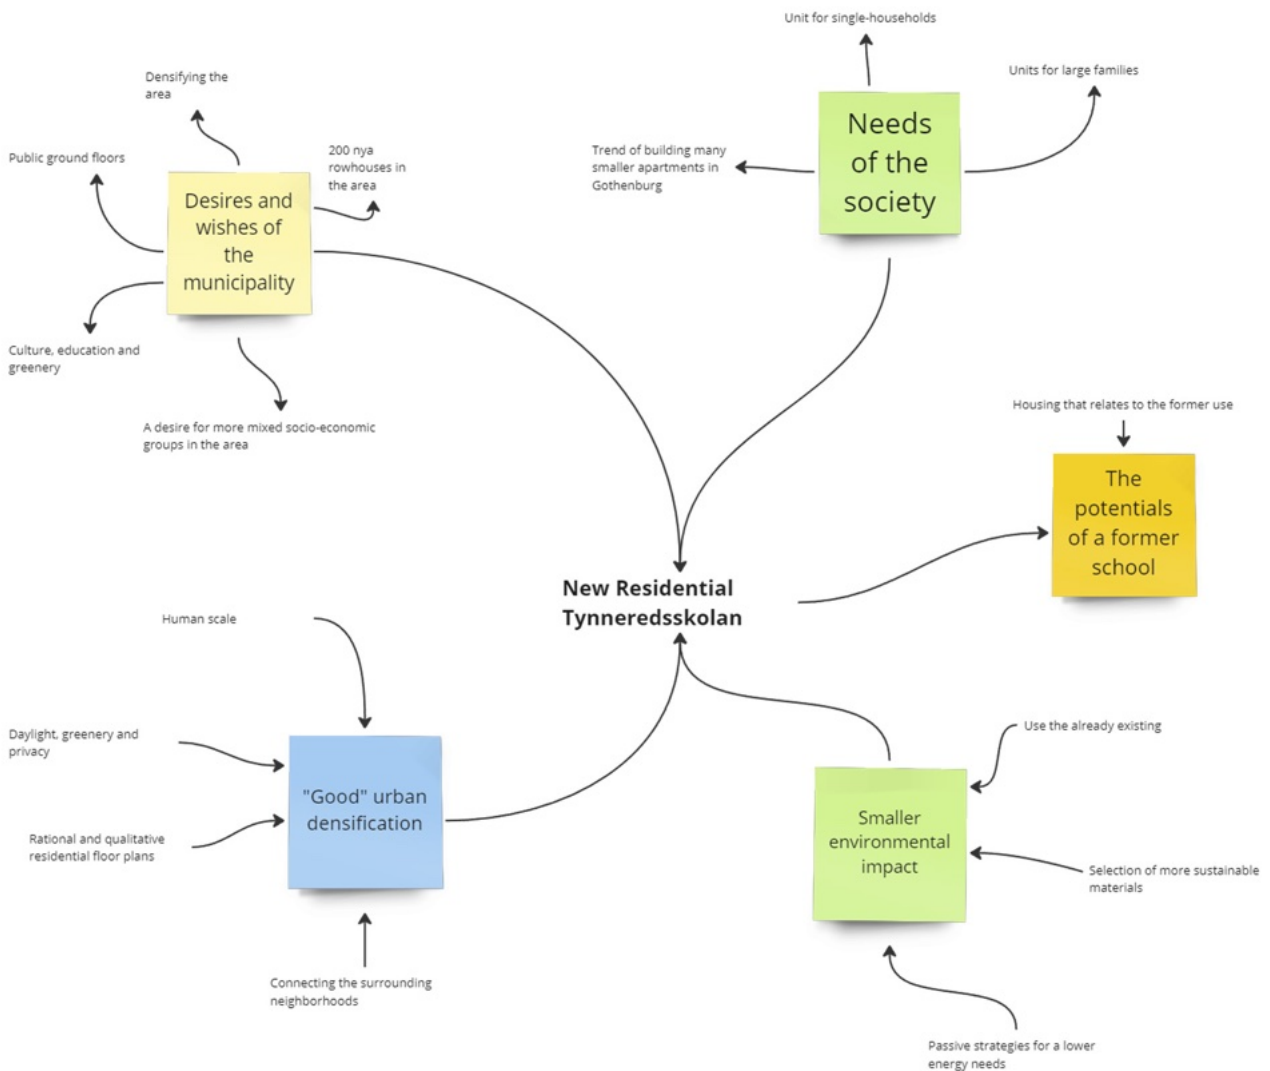 Unit for single-households
Units for large families
Needs
of the
society
Trend of building many
smaller apartments in
Gothenburg
Densifying the
area
Public ground floors
200 nya
rowhouses in
the area
Desires and
wishes of
the
municipality
Culture, education and
greenery
A desire for more mixed socio-economic
groups in the area
Housing that relates to the former use
The
potentials
of a former
school
New Residential
Tynneredsskolan
Human scale
Daylight, greenery and
privacy
Rational and qualitative
residential floor plans
"Good" urban
densification
Connecting the surrounding
neighborhoods
Use the already existing
Smaller
environmental
impact
Selection of more sustainable
materials
Passive strategies for a lower
energy needs